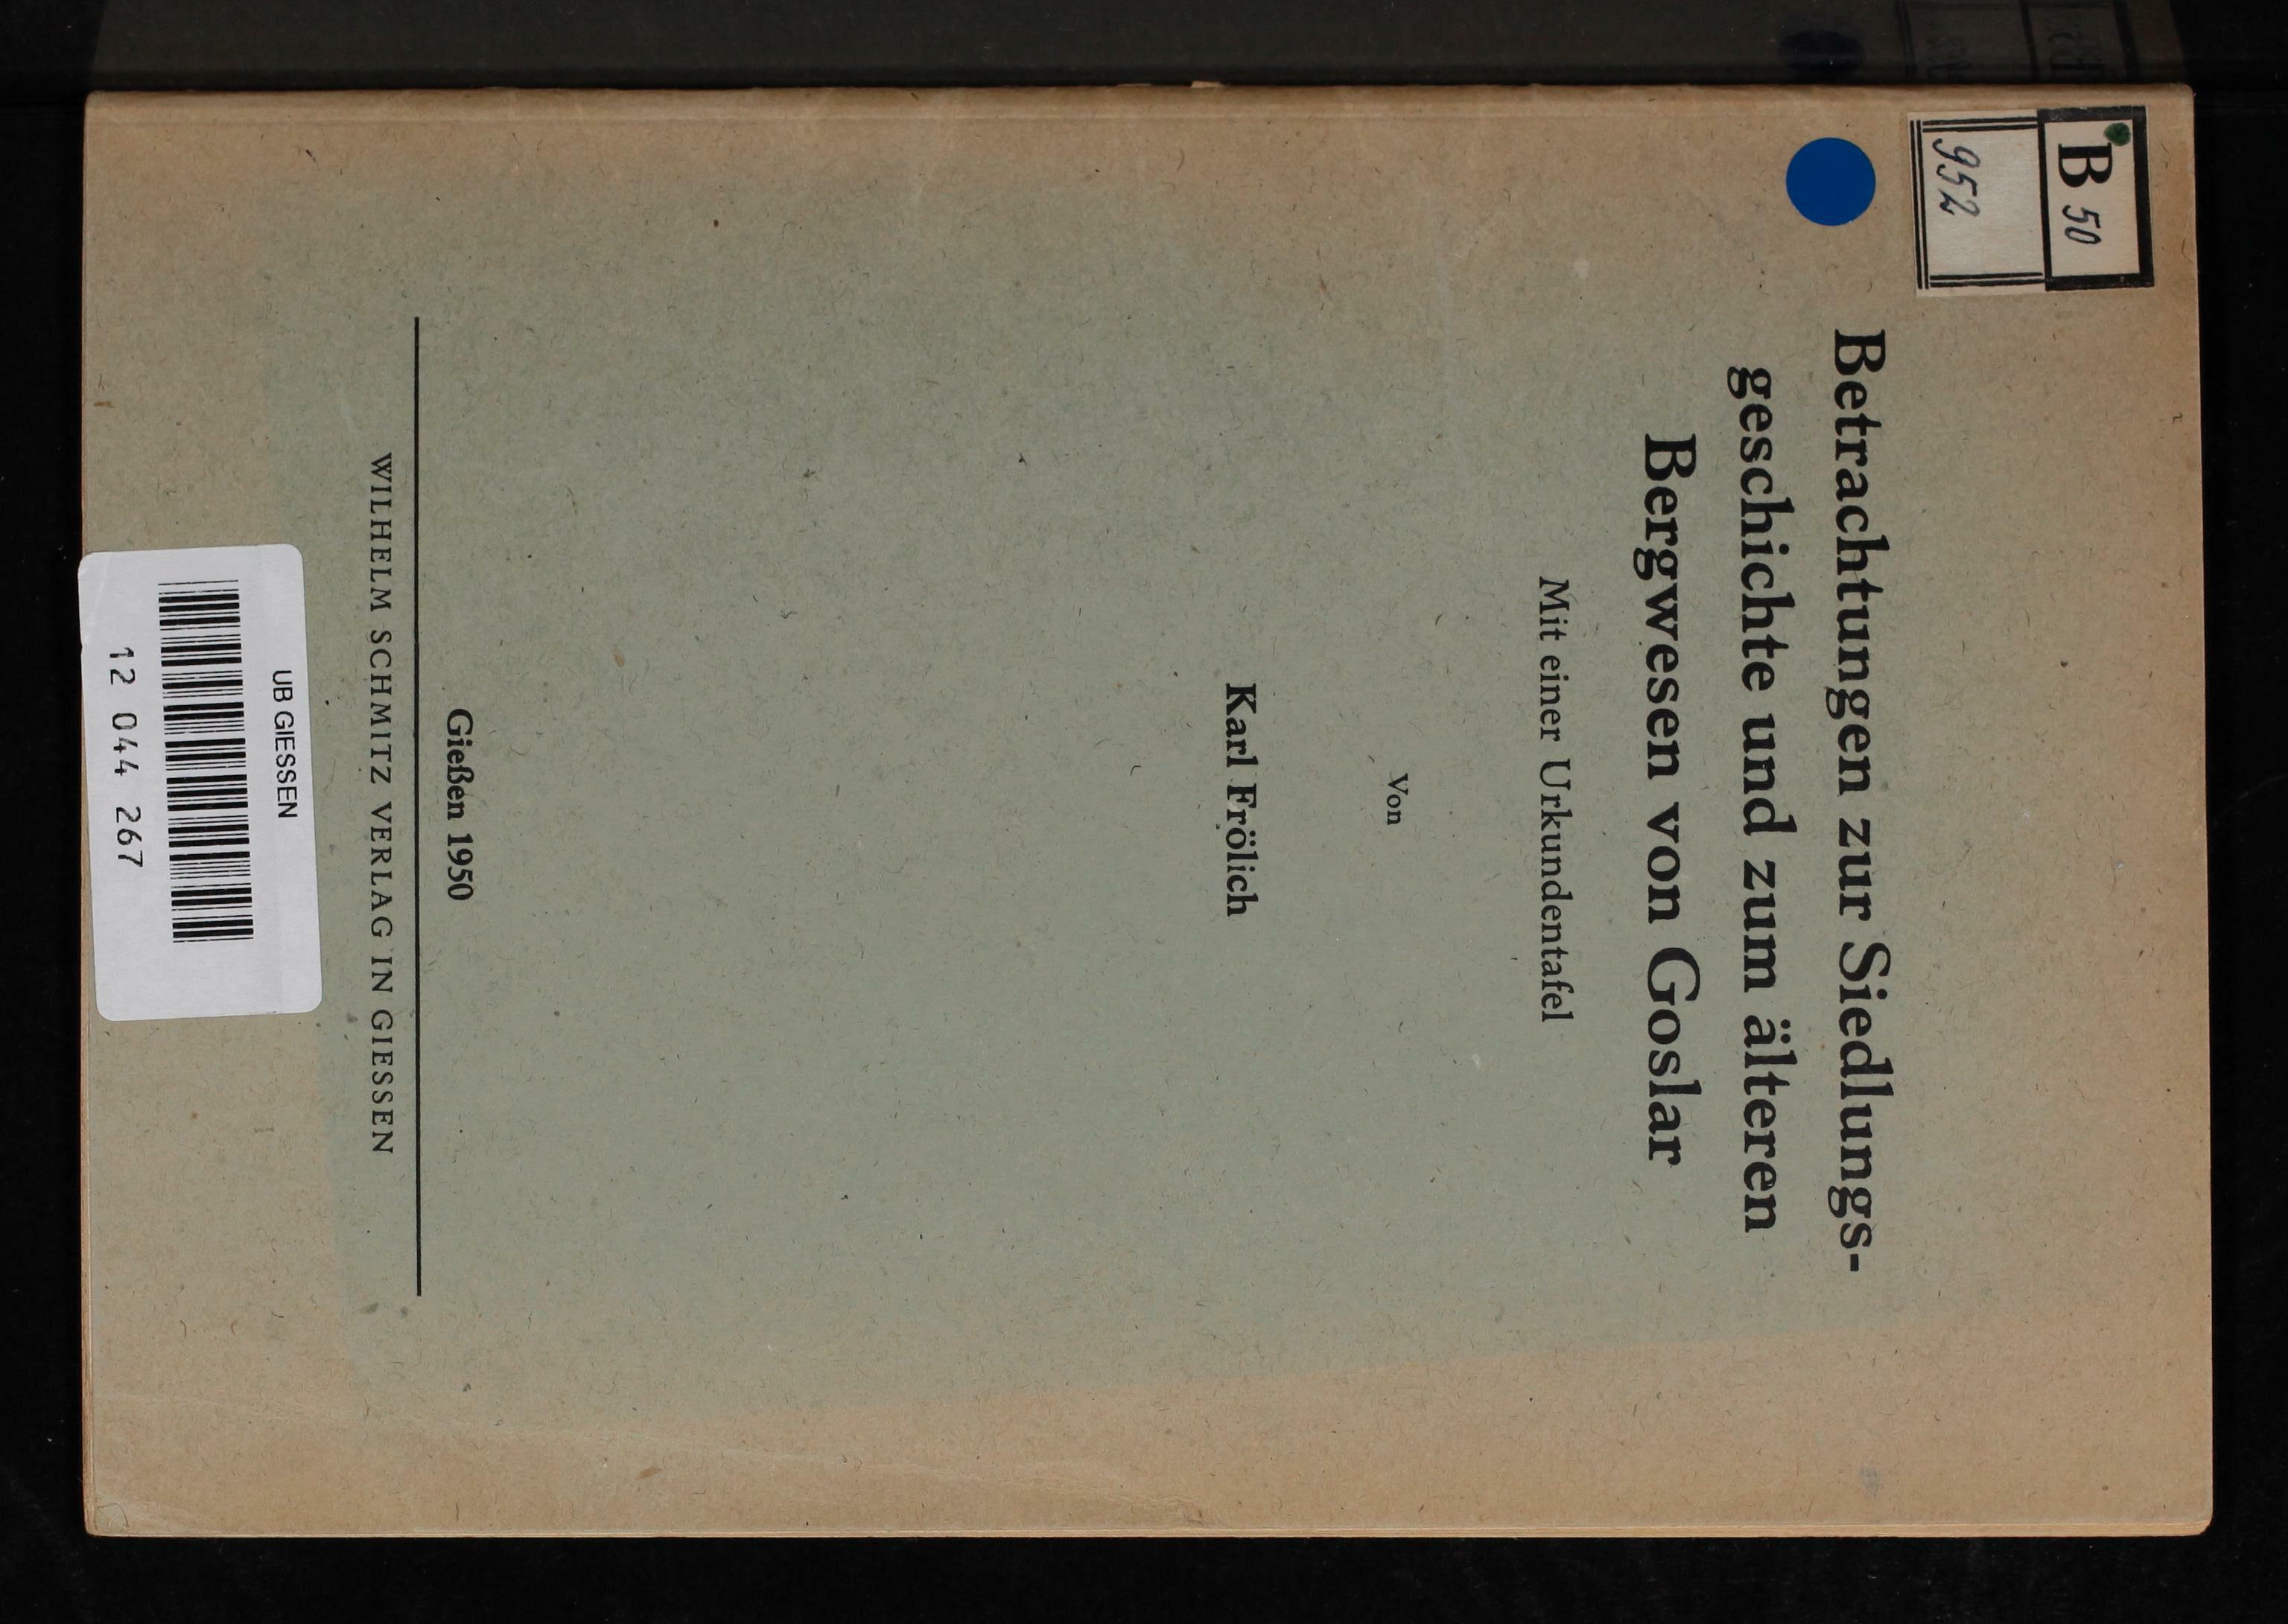 B 50
952
Betrachtungen zur Siedlungs-
geschichte und zum älteren
Bergwesen von Goslar
Mit einer Urkundentafel
Von
Karl Frölich
Gießen 1950
WILHELM SCHMITZ VERLAG IN GIESSEN
UB GIESSEN
12 044 267